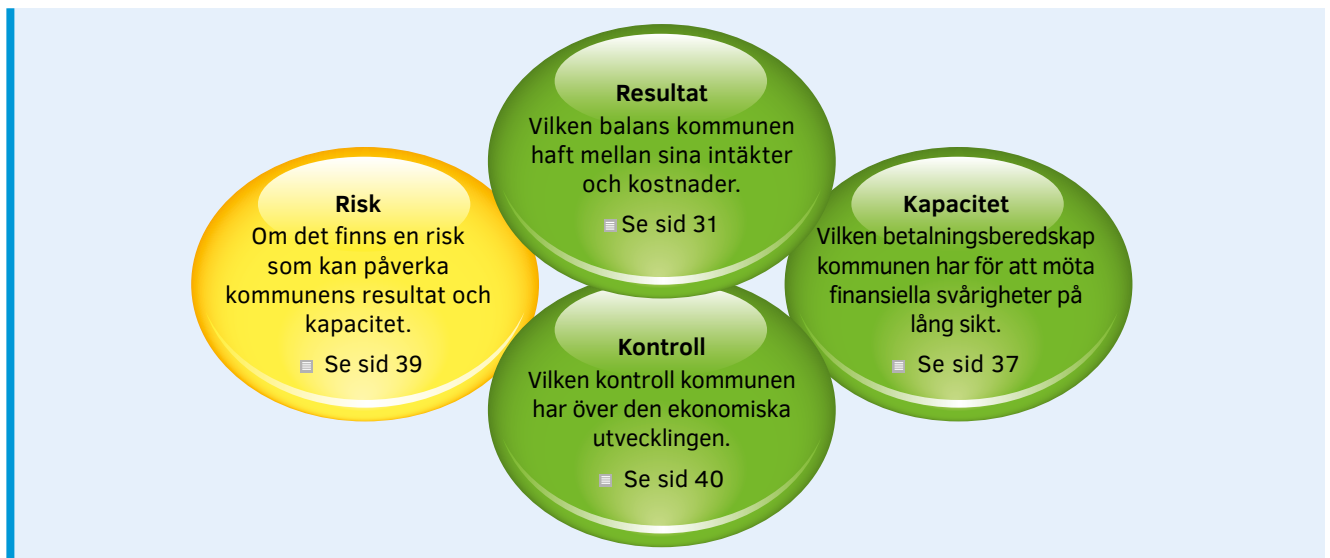 Resultat
Vilken balans kommunen
haft mellan sina intäkter
och kostnader.
Se sid 31
Risk
Om det finns en risk
som kan påverka
kommunens resultat och
kapacitet.
Se sid 39
Kapacitet
Vilken betalningsberedskap
kommunen har för att möta
finansiella svårigheter på
lång sikt.
Se sid 37
Kontroll
Vilken kontroll kommunen
har över den ekonomiska
utvecklingen.
Se sid 40